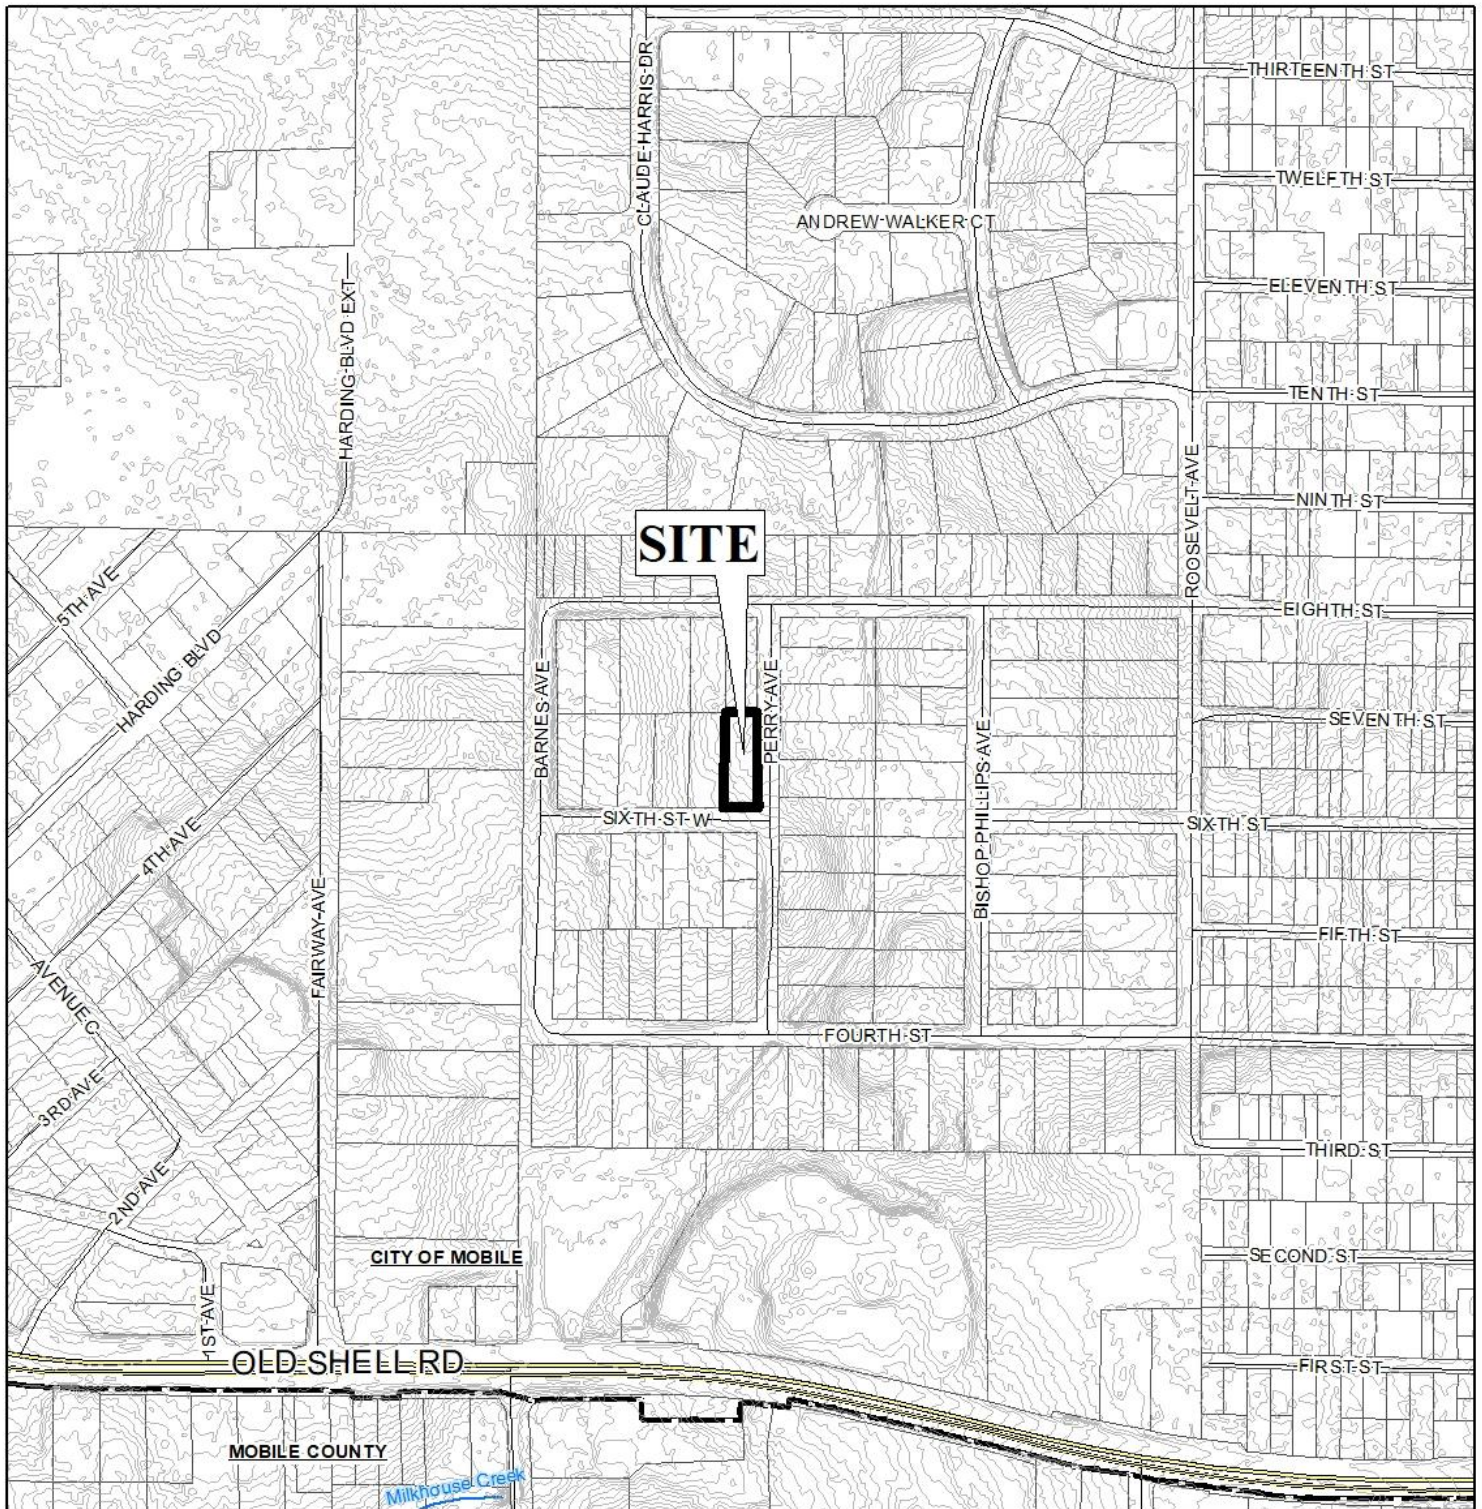 CLAUDE HARRIS DR
THIRTEENTH ST
TWELFTH ST
ANDREW WALKER CT
ELEVENTH ST
HARDING BLVD EXT
TENTH ST
ROOSEVELT AVE
NINTH ST
SITE
5TH AVE
EIGHTH ST
HARDING BLVD
BARNES AVE
PERRY AVE
SEVENTH ST
BISHOP PHILLIPS AVE
SIXTH ST W
SIXTH ST
4TH AVE
FAIRWAY AVE
FIFTH ST
AVENUE C
FOURTH ST
3RD AVE
THIRD ST
2ND AVE
CITY OF MOBILE
SECOND ST
1ST AVE
OLD SHELL RD
FIRST ST
MOBILE COUNTY
Milkhouse Creek